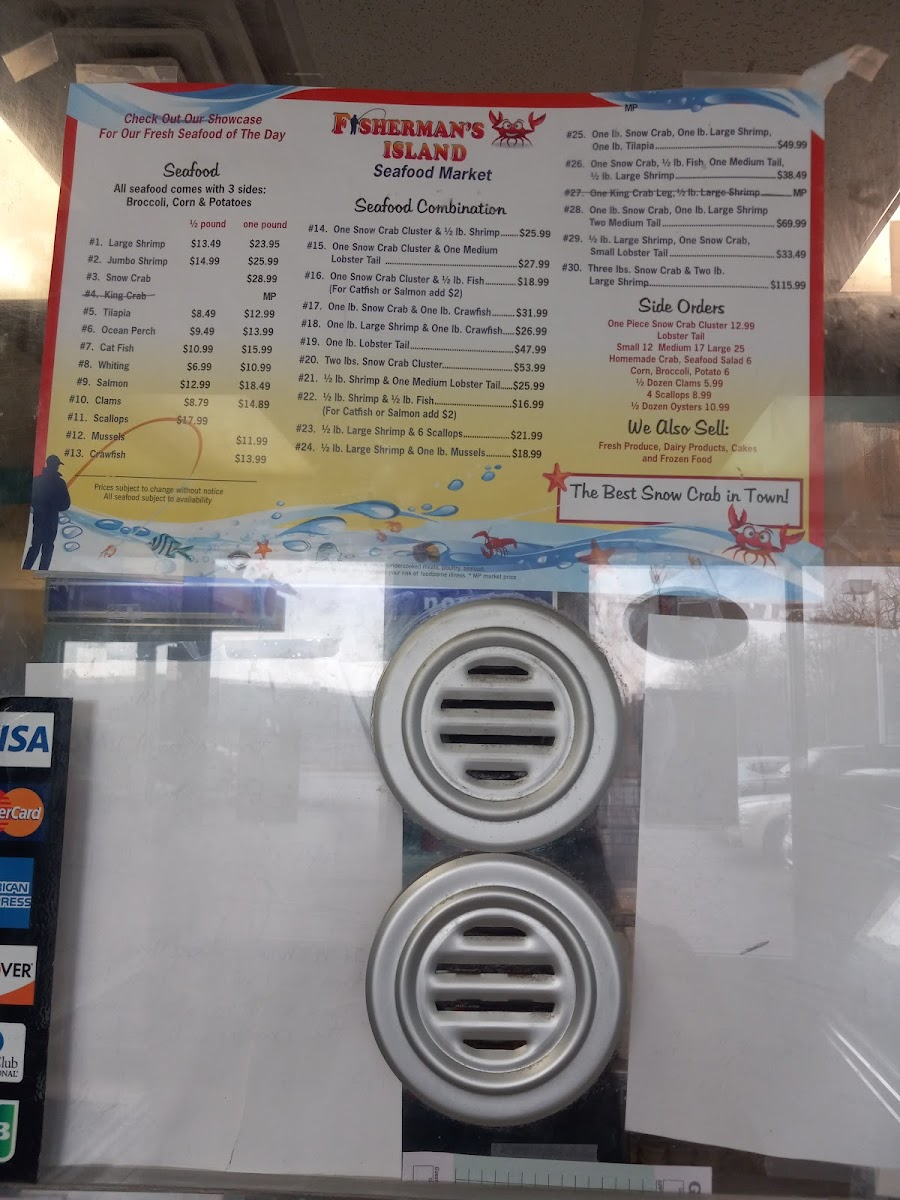 Check Out Our Showcase
For Our Fresh Seafood of The Day
Seafood
All seafood comes with 3 sides:
Broccoli, Corn & Potatoes
½ pound one pound
#1. Large Shrimp $13.49 $23.95
#2. Jumbo Shrimp $14.99 $25.99
#3. Snow Crab $28.99
#4. King Crab MP
#5. Tilapia $8.49 $12.99
#6. Ocean Perch $9.49 $13.99
#7. Cat Fish $10.99 $15.99
#8. Whiting $6.99 $10.99
#9. Salmon $12.99 $18.49
#10. Clams $8.79 $14.89
#11. Scallops $17.99
#12. Mussels $11.99
#13. Crawfish $13.99
Prices subject to change without notice
All seafood subject to availability
FISHERMAN'S
ISLAND
Seafood Market
Seafood Combination
#14. One Snow Crab Cluster & ½ lb. Shrimp.......$25.99
#15. One Snow Crab Cluster & One Medium
Lobster Tail ...$27.99
#16. One Snow Crab Cluster & ½ lb. Fish...$18.99
(For Catfish or Salmon add $2)
#17. One lb. Snow Crab & One lb. Crawfish...$31.99
#18. One lb. Large Shrimp & One lb. Crawfish....$26.99
#19. One lb. Lobster Tail...$47.99
#20. Two lbs. Snow Crab Cluster...$53.99
#21. ½ lb. Shrimp & One Medium Lobster Tail....$25.99
#22. ½ lb. Shrimp & ½ lb. Fish...$16.99
(For Catfish or Salmon add $2)
#23. ½ lb. Large Shrimp & 6 Scallops...$21.99
#24. ½ lb. Large Shrimp & One lb. Mussels...$18.99
MP
#25. One lb. Snow Crab, One lb. Large Shrimp,
One lb. Tilapia...$49.99
#26. One Snow Crab, ½ lb. Fish, One Medium Tail,
½ lb. Large Shrimp...$38.49
#27. One King Crab Leg, ½ lb. Large Shrimp...MP
#28. One lb. Snow Crab, One lb. Large Shrimp
Two Medium Tail...$69.99
#29. ½ lb. Large Shrimp, One Snow Crab,
Small Lobster Tail...$33.49
#30. Three lbs. Snow Crab & Two lb.
Large Shrimp...$115.99
Side Orders
One Piece Snow Crab Cluster 12.99
Lobster Tail
Small 12 Medium 17 Large 25
Homemade Crab, Seafood Salad 6
Corn, Broccoli, Potato 6
½ Dozen Clams 5.99
4 Scallops 8.99
½ Dozen Oysters 10.99
We Also Sell:
Fresh Produce, Dairy Products, Cakes
and Frozen Food
The Best Snow Crab in Town!
undercooked meats, poultry, seafood,
your risk of foodborne illness. * MP market price
ISA
erCard
ICAN
RESS
VER
Club
ONAL